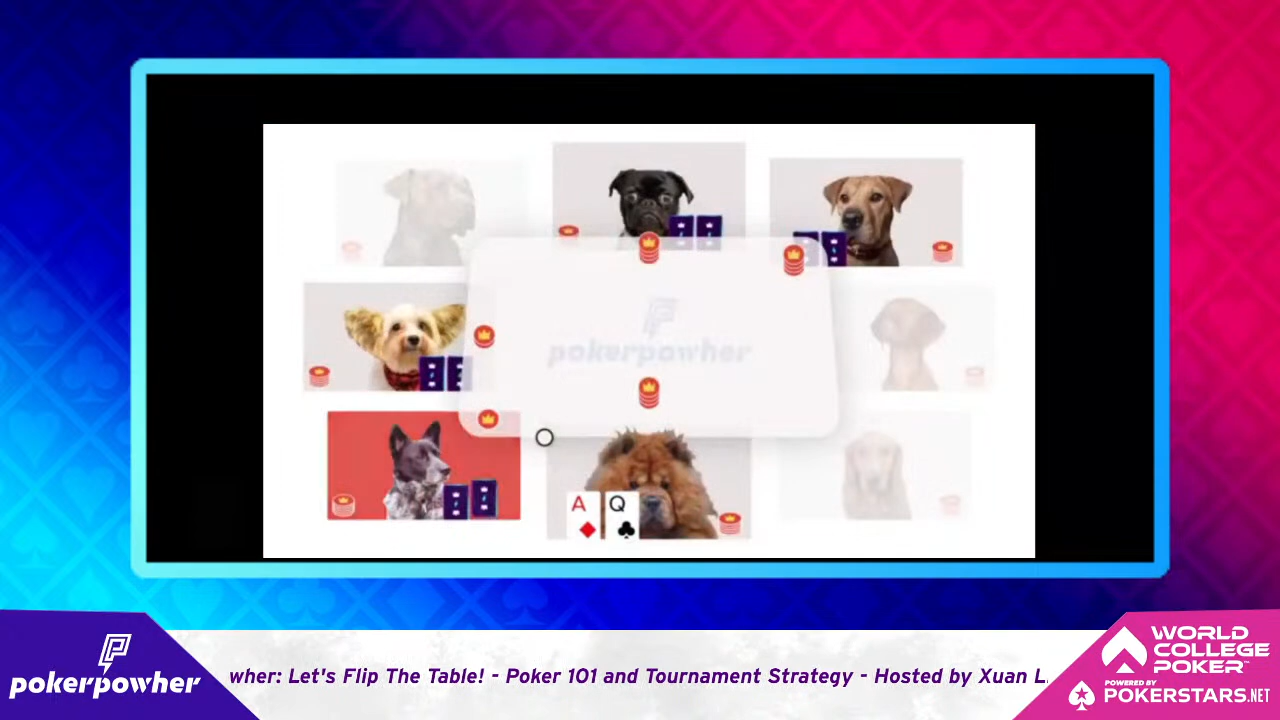 pokerpowher
A Q
pokerpowher
wher: Let's Flip The Table! - Poker 101 and Tournament Strategy - Hosted by Xuan L
WORLD
COLLEGE
POKER™
POWERED BY
POKERSTARS.NET